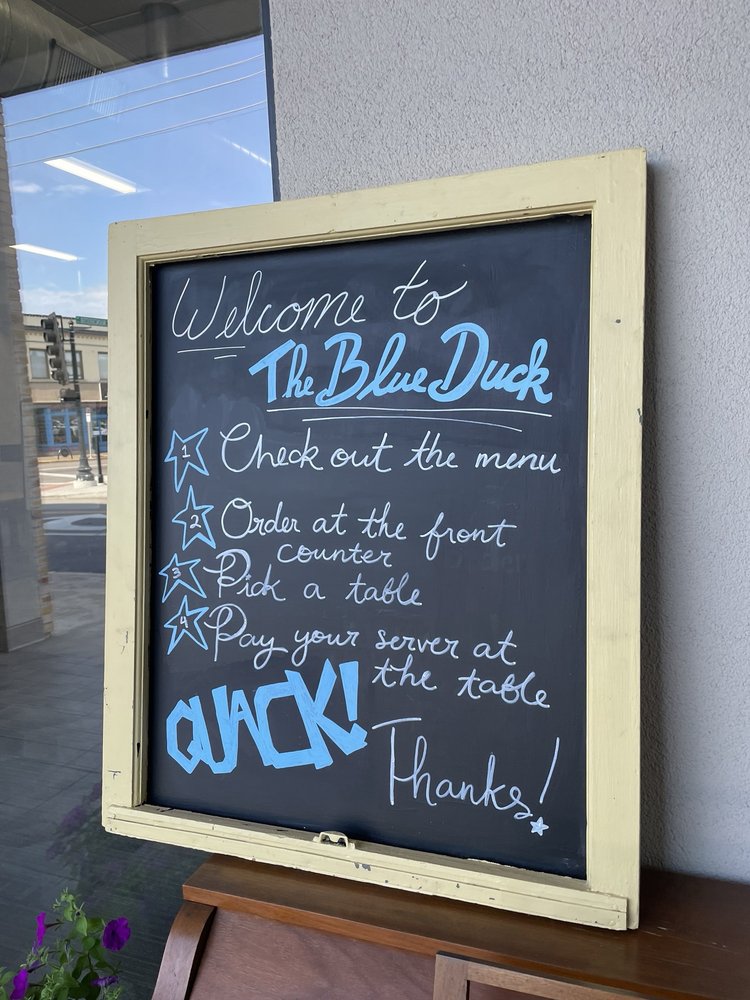 Welcome to
The Blue Duck
1 Check out the menu
2 Order at the front
counter
3 Pick a table
4 Pay your server at
the table
QUACK!
Thanks!